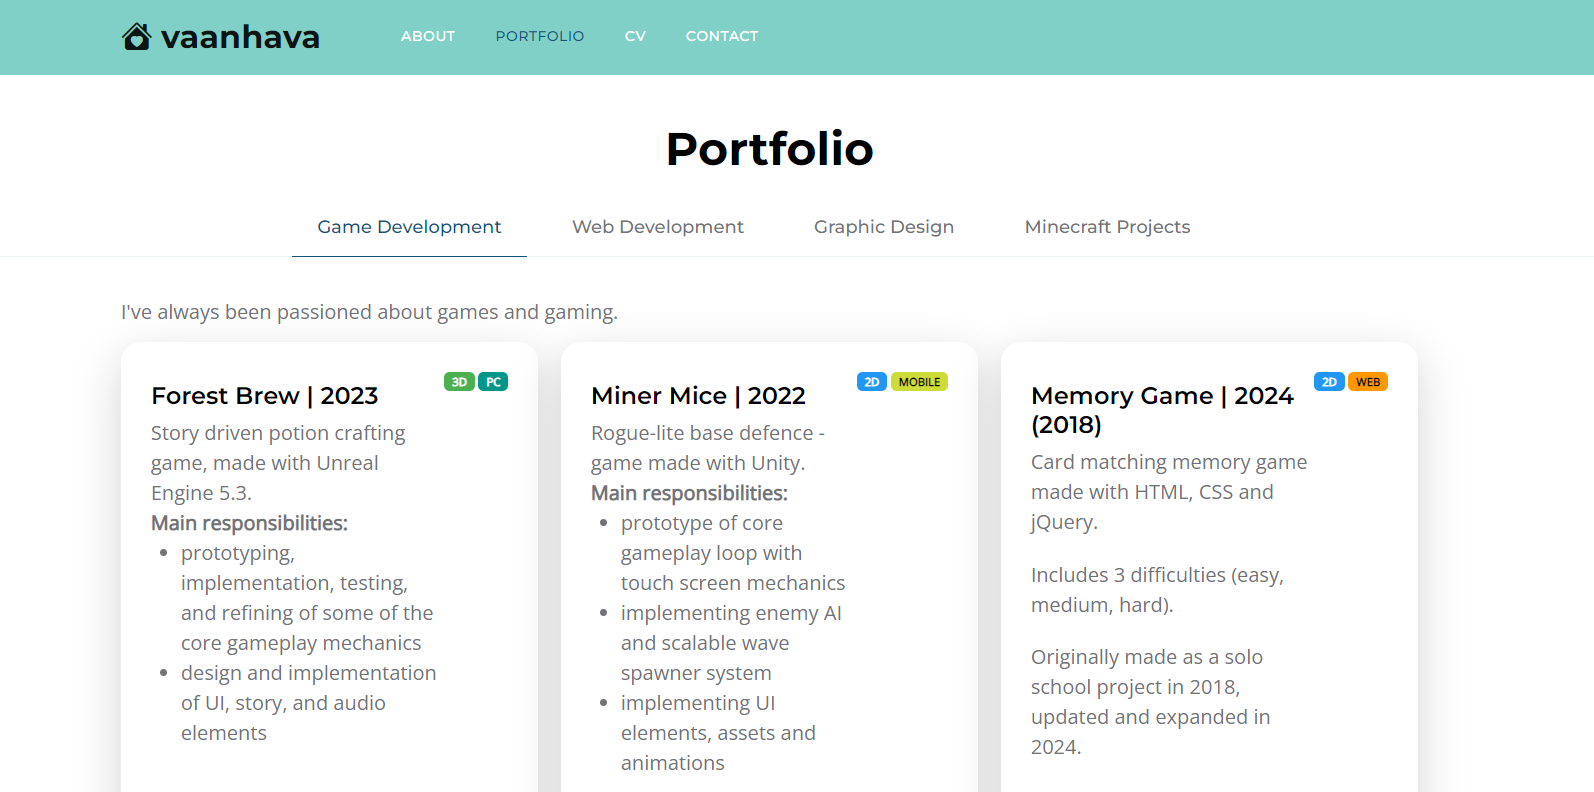 vaanhava
ABOUT PORTFOLIO CV CONTACT
Portfolio
Game Development Web Development Graphic Design Minecraft Projects
I've always been passioned about games and gaming.
Forest Brew | 2023
3D PC
Story driven potion crafting
game, made with Unreal
Engine 5.3.
Main responsibilities:
• prototyping,
implementation, testing,
and refining of some of the
core gameplay mechanics
• design and implementation
of UI, story, and audio
elements
Miner Mice | 2022
2D MOBILE
Rogue-lite base defence -
game made with Unity.
Main responsibilities:
• prototype of core
gameplay loop with
touch screen mechanics
• implementing enemy AI
and scalable wave
spawner system
• implementing UI
elements, assets and
animations
Memory Game | 2024
(2018)
2D WEB
Card matching memory game
made with HTML, CSS and
jQuery.
Includes 3 difficulties (easy,
medium, hard).
Originally made as a solo
school project in 2018,
updated and expanded in
2024.